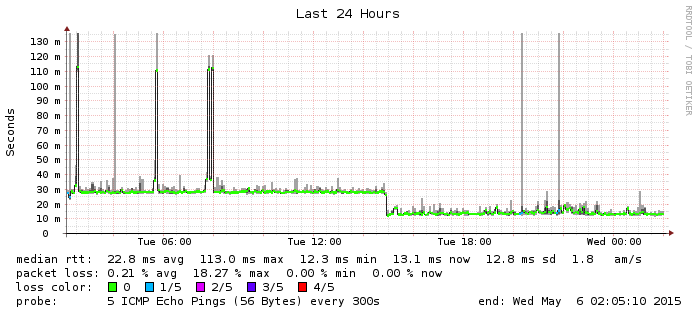 Last 24 Hours
RRDTOOL / TOBI OETIKER
Seconds
130 m
120 m
110 m
100 m
90 m
80 m
70 m
60 m
50 m
40 m
30 m
20 m
10 m
0
Tue 06:00 Tue 12:00 Tue 18:00 Wed 00:00
median rtt: 22.8 ms avg 113.0 ms max 12.3 ms min 13.1 ms now 12.8 ms sd 1.8 am/s
packet loss: 0.21 % avg 18.27 % max 0.00 % min 0.00 % now
loss color: 0 1/5 2/5 3/5 4/5
probe: 5 ICMP Echo Pings (56 Bytes) every 300s end: Wed May 6 02:05:10 2015